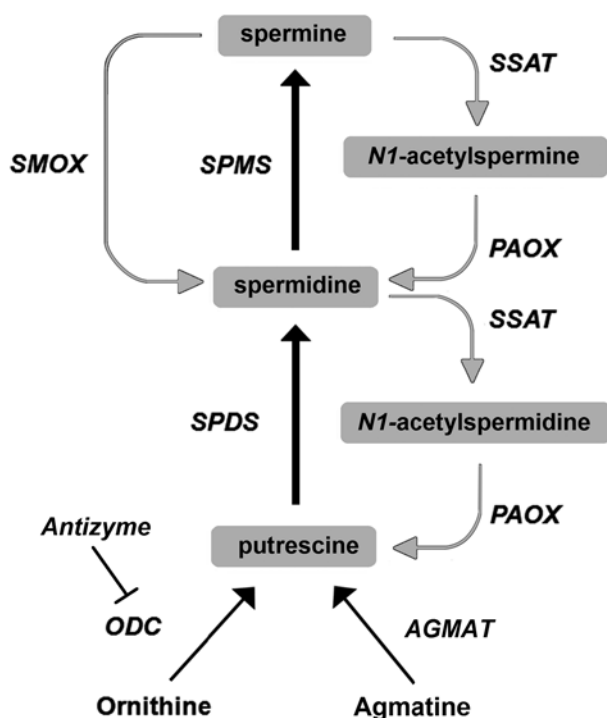 spermine
SSAT
SMOX
SPMS
N1-acetylspermine
PAOX
spermidine
SSAT
SPDS
N1-acetylspermidine
PAOX
Antizyme
putrescine
ODC
AGMAT
Ornithine
Agmatine